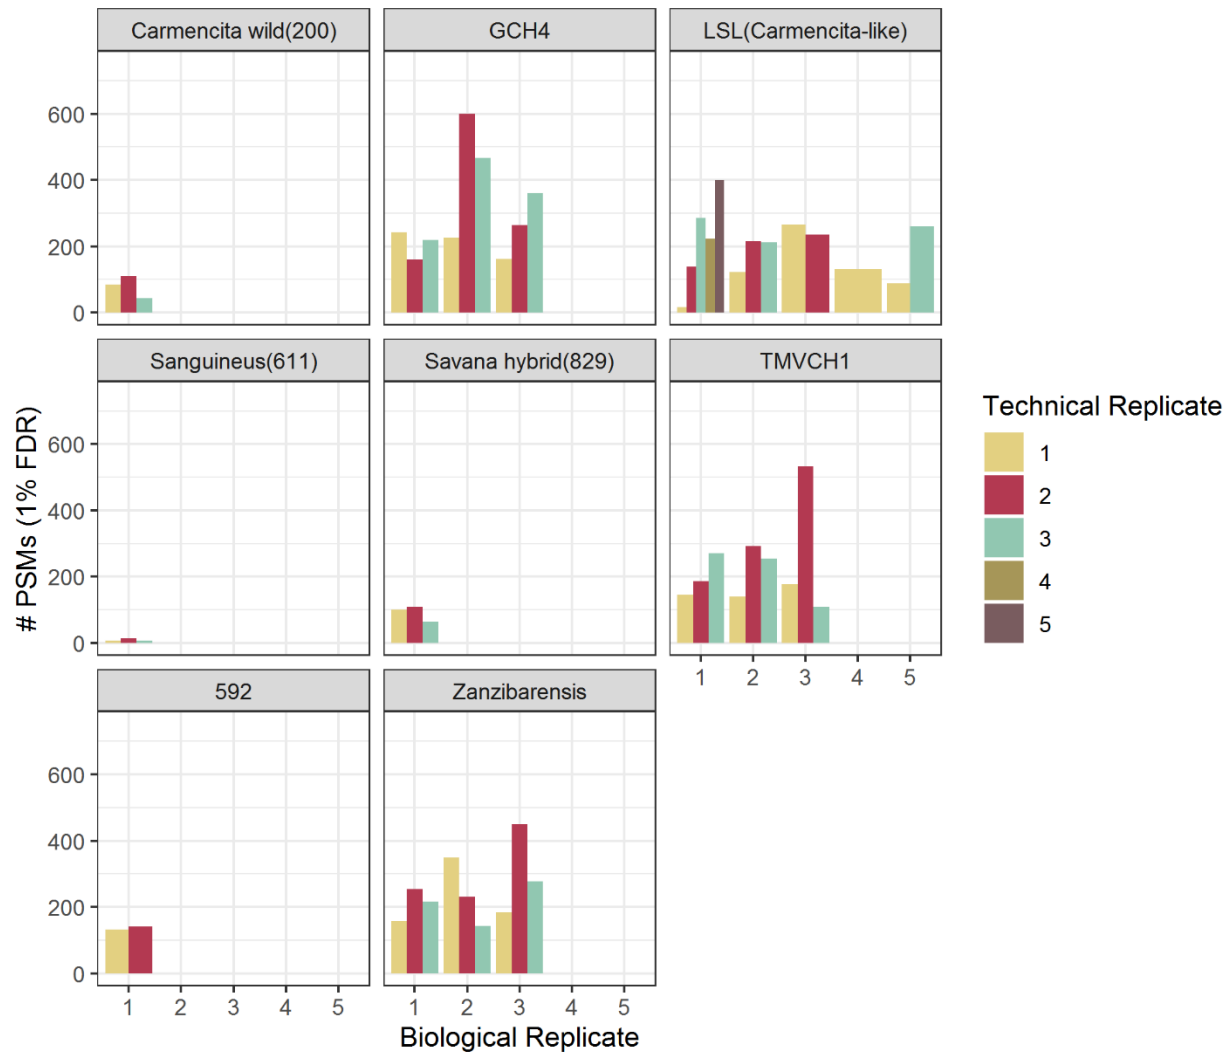 Carmencita wild(200)
GCH4
LSL(Carmencita-like)
600
400
200
0
Sanguineus(611)
Savana hybrid(829)
TMVCH1
600
400
200
0
1 2 3 4 5
592
Zanzibarensis
600
400
200
0
1 2 3 4 5
1 2 3 4 5
Biological Replicate
# PSMs (1% FDR)
Technical Replicate
1
2
3
4
5